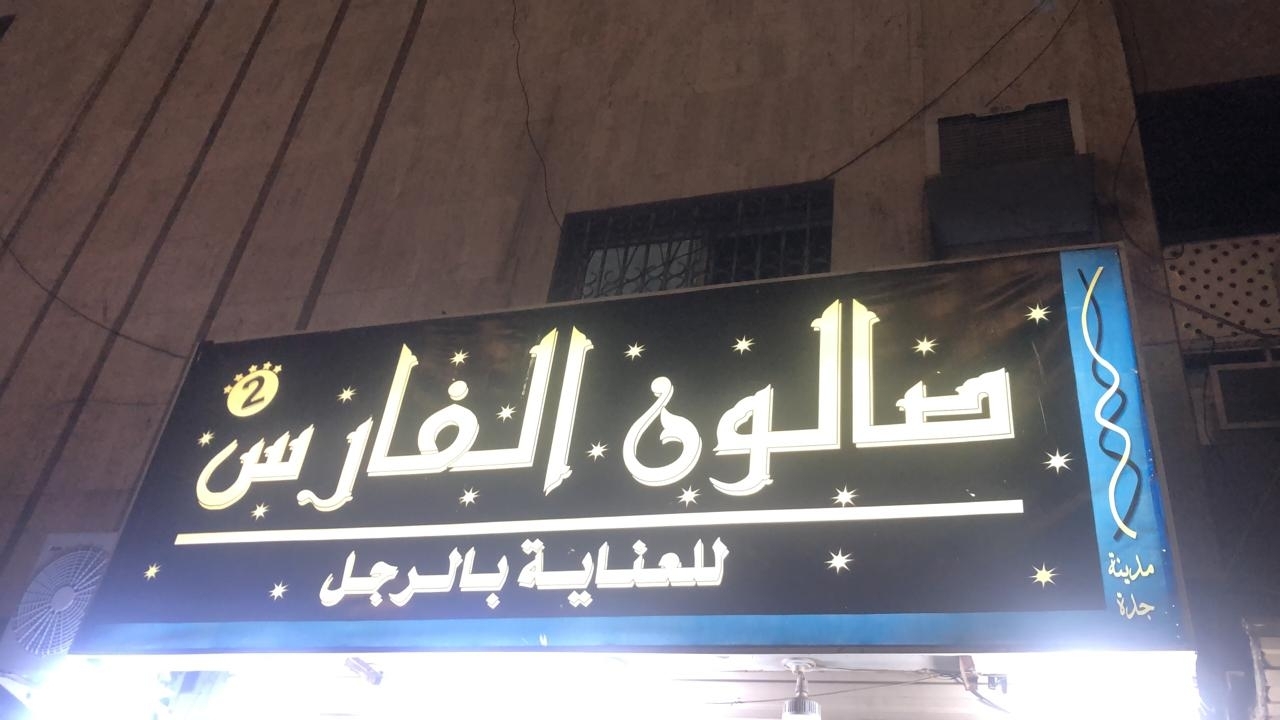 صالون الفارس
2
للعناية بالرجل
مدينة
جدة